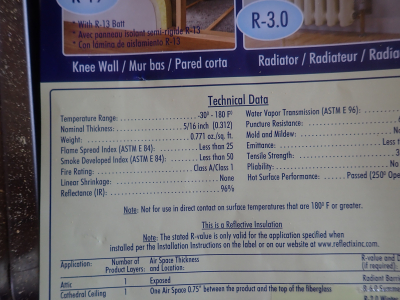 * With R-13 Batt
* Avec panneau isolant semi-rigide R-13
* Con lámina de aislamiento R-13
R-3.0
Knee Wall / Mur bas / Pared corta
Radiator / Radiateur / Radia
Technical Data
Temperature Range: -30° - 180 F°
Nominal Thickness: 5/16 inch (0.312)
Weight: 0.771 oz/sq. ft.
Flame Spread Index (ASTM E 84): Less than 25
Smoke Developed Index (ASTM E 84): Less than 50
Fire Rating: Class A/Class 1
Linear Shrinkage: None
Reflectance (IR): 96%
Water Vapor Transmission (ASTM E 96):
Puncture Resistance:
Mold and Mildew: N
Emittance: Less
Tensile Strength: 3
Pliability: No
Hot Surface Performance: Passed (250° Ope
Note: Not for use in direct contact on surface temperatures that are 180° F or greater.
This is a Reflective Insulation
Note: The stated R-value is only valid for the application specified when
installed per the Installation Instructions on the label or on our website at www.reflectixinc.com.
Application: Number of Product Layers: Air Space Thickness and Location: R-value and D (if required)
Attic 1 Exposed Radiant Barri
Cathedral Ceiling One Air Space 0.75" between the product and the top of the fiberglass